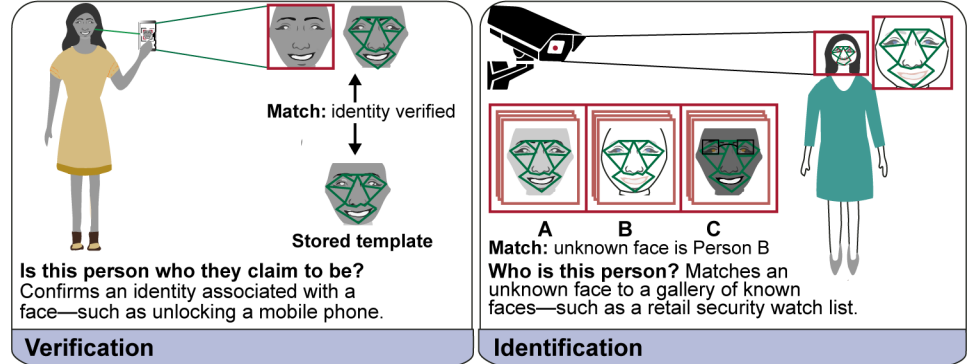 Match: identity verified
Stored template
Is this person who they claim to be?
Confirms an identity associated with a
face—such as unlocking a mobile phone.
Verification
A B C
Match: unknown face is Person B
Who is this person? Matches an
unknown face to a gallery of known
faces—such as a retail security watch list.
Identification